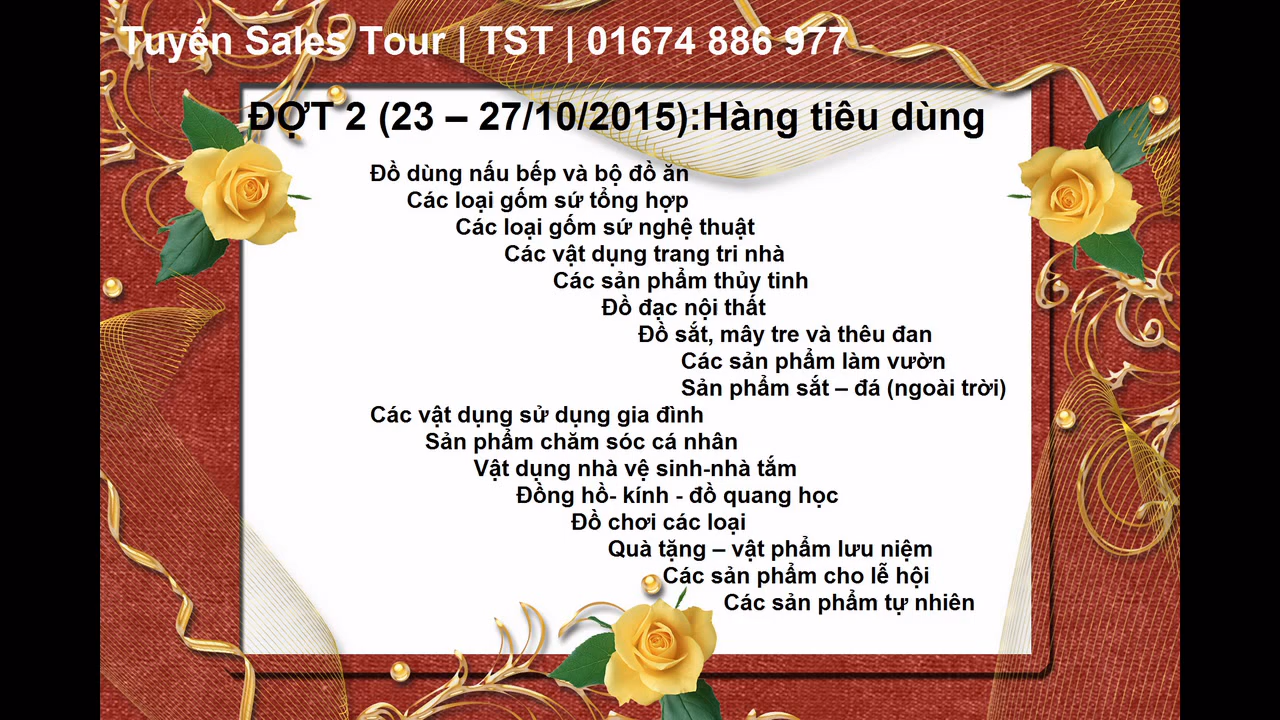 Tuyến Sales Tour | TST | 01674 886 977
ĐỢT 2 (23 – 27/10/2015):Hàng tiêu dùng
Đồ dùng nấu bếp và bộ đồ ăn
Các loại gốm sứ tổng hợp
Các loại gốm sứ nghệ thuật
Các vật dụng trang tri nhà
Các sản phẩm thủy tinh
Đồ đạc nội thất
Đồ sắt, mây tre và thêu đan
Các sản phẩm làm vườn
Sản phẩm sắt – đá (ngoài trời)
Các vật dụng sử dụng gia đình
Sản phẩm chăm sóc cá nhân
Vật dụng nhà vệ sinh-nhà tắm
Đồng hồ- kính - đồ quang học
Đồ chơi các loại
Quà tặng – vật phẩm lưu niệm
Các sản phẩm cho lễ hội
Các sản phẩm tự nhiên